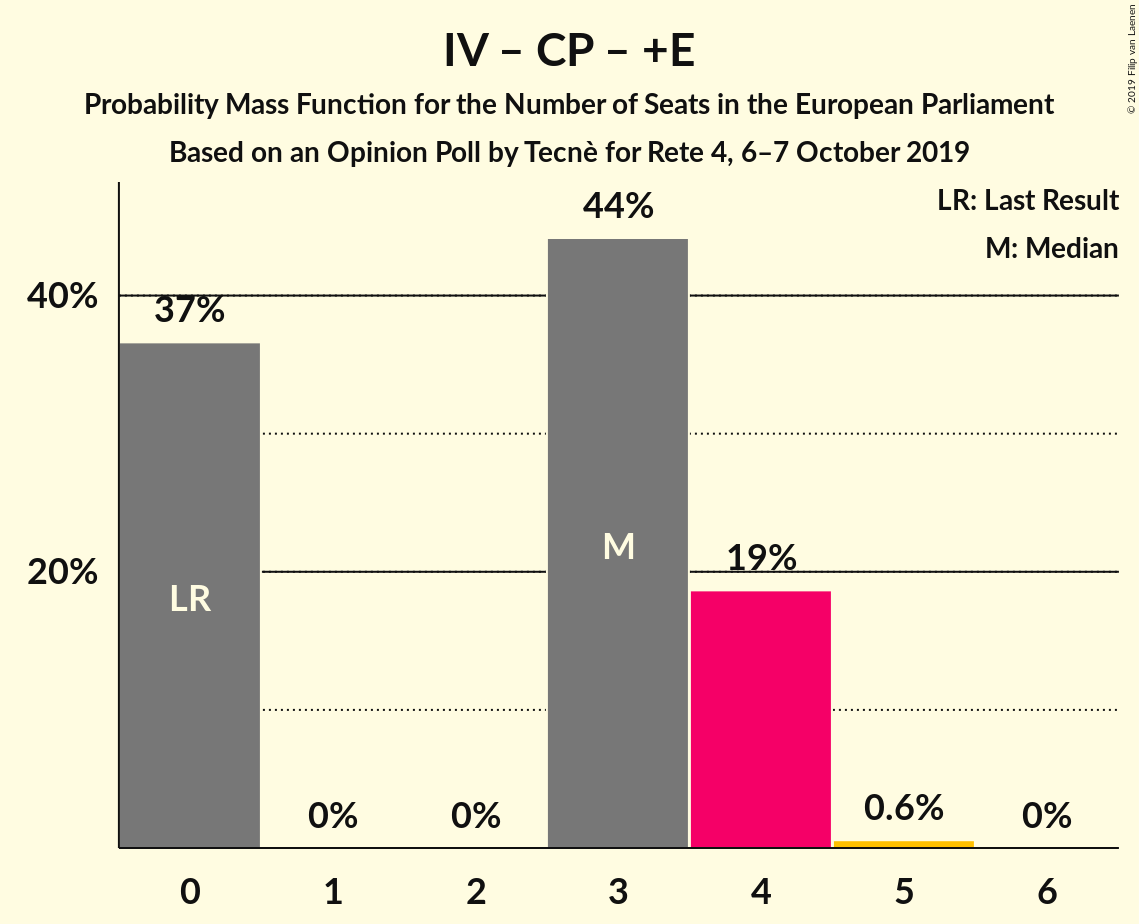 IV – CP – +E
Probability Mass Function for the Number of Seats in the European Parliament
Based on an Opinion Poll by Tecnè for Rete 4, 6–7 October 2019
© 2019 Filip van Laenen
LR: Last Result
M: Median
44%
40%
37%
M
20%
19%
LR
0%
0%
0.6%
0%
0
1
2
3
4
5
6